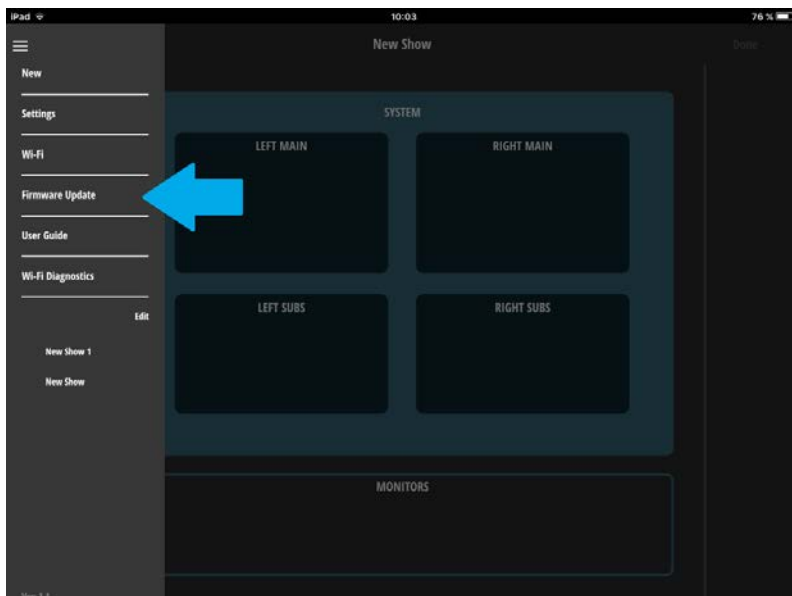 iPad 10:03 76 %
New Show Done
New
Settings
Wi-Fi
Firmware Update
User Guide
Wi-Fi Diagnostics
Edit
New Show 1
New Show
SYSTEM
LEFT MAIN RIGHT MAIN
LEFT SUBS RIGHT SUBS
MONITORS